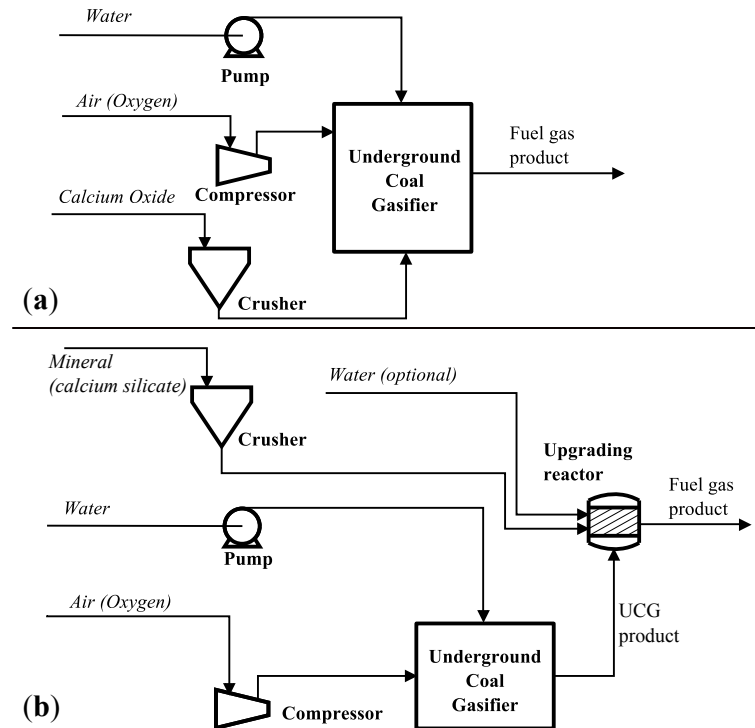 Water
Pump
Air (Oxygen)
Compressor
Underground
Coal
Gasifier
Fuel gas
product
Calcium Oxide
Crusher
(a)
Mineral
(calcium silicate)
Water (optional)
Crusher
Upgrading
reactor
Fuel gas
product
Water
Pump
Air (Oxygen)
UCG
product
Underground
Coal
Gasifier
Compressor
(b)